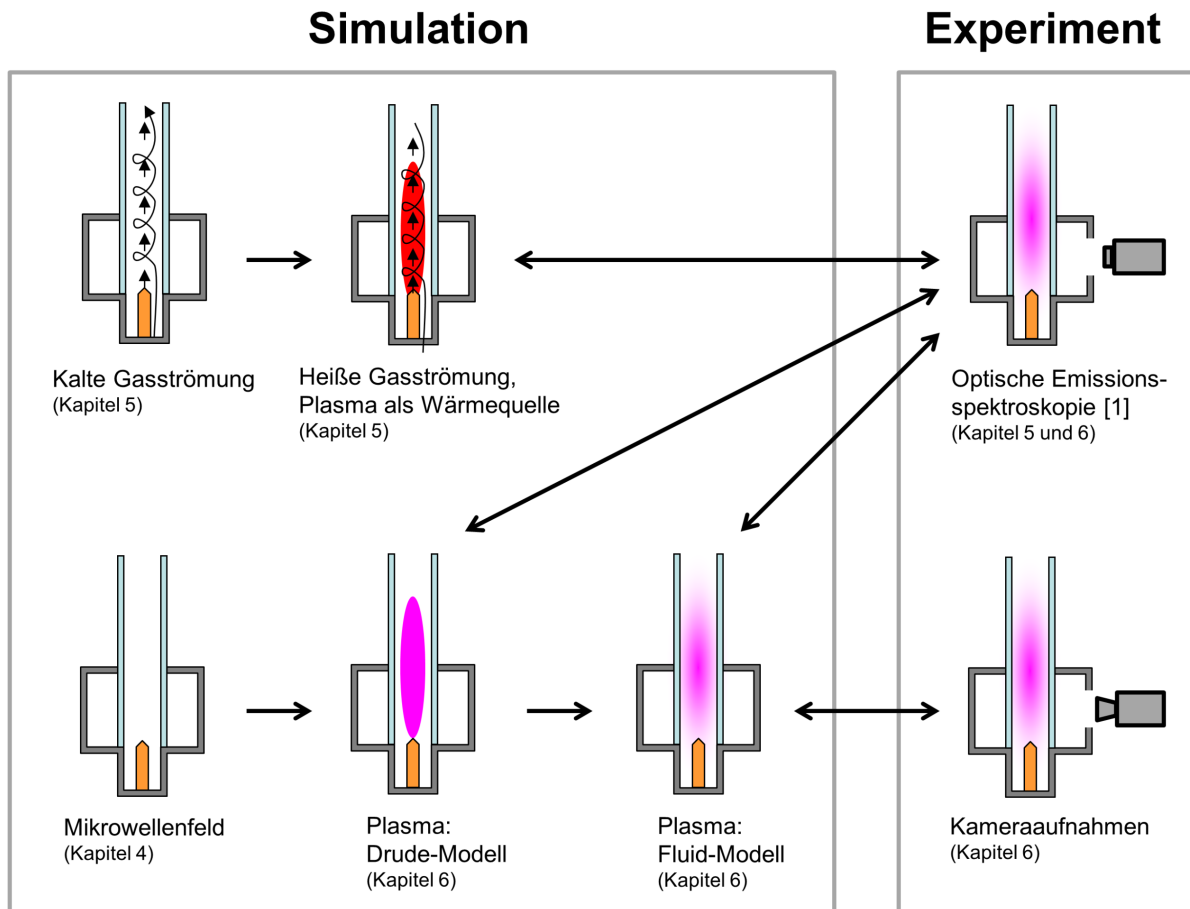 Simulation
Experiment
Kalte Gasströmung
(Kapitel 5)
Heiße Gasströmung,
Plasma als Wärmequelle
(Kapitel 5)
Optische Emissions-
spektroskopie [1]
(Kapitel 5 und 6)
Mikrowellenfeld
(Kapitel 4)
Plasma:
Drude-Modell
(Kapitel 6)
Plasma:
Fluid-Modell
(Kapitel 6)
Kameraaufnahmen
(Kapitel 6)